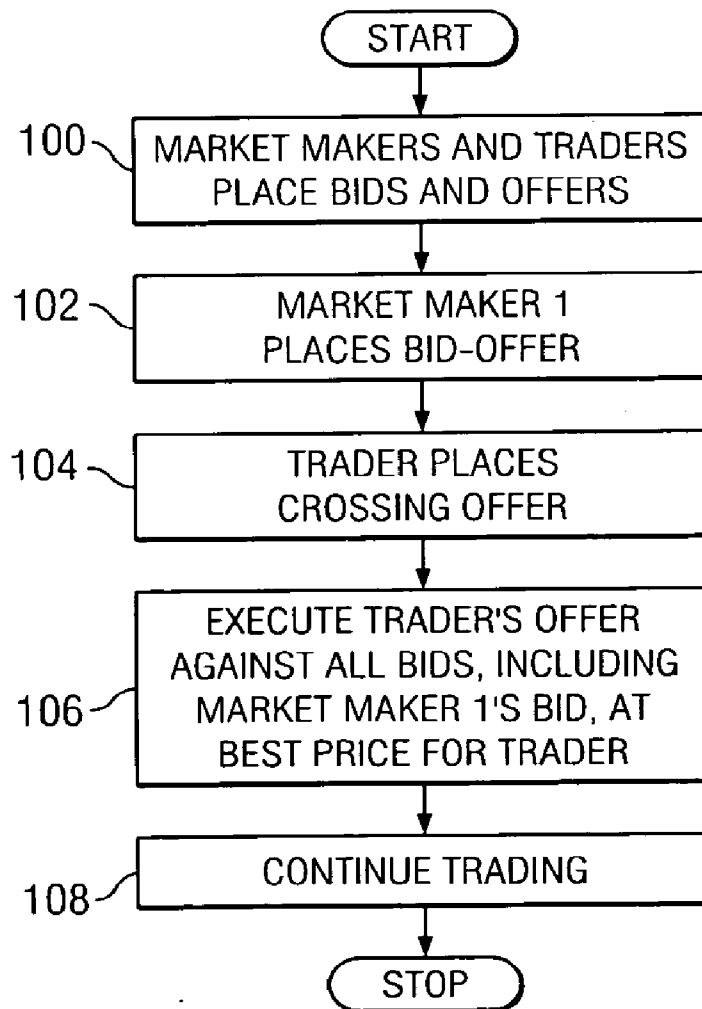 START
100
MARKET MAKERS AND TRADERS
PLACE BIDS AND OFFERS
102
MARKET MAKER 1
PLACES BID-OFFER
104
TRADER PLACES
CROSSING OFFER
106
EXECUTE TRADER'S OFFER
AGAINST ALL BIDS, INCLUDING
MARKET MAKER 1'S BID, AT
BEST PRICE FOR TRADER
108
CONTINUE TRADING
STOP